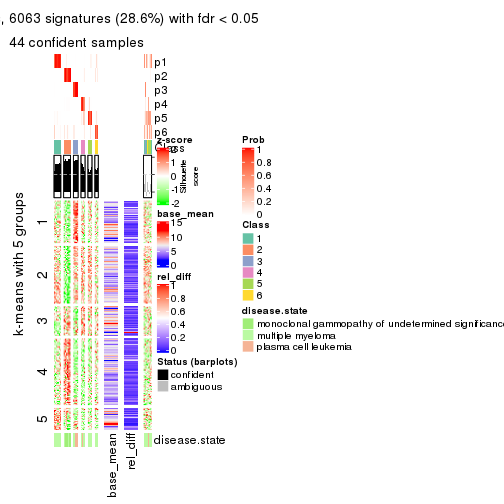 , 6063 signatures (28.6%) with fdr < 0.05
44 confident samples
p1
p2
p3
p4
p5
p6
Class
z-score
2
1
0
-1
-2
Silhouette
score
base_mean
15
10
5
0
rel_diff
1
0.8
0.6
0.4
0.2
0
Status (barplots)
confident
ambiguous
Prob
1
0.8
0.6
0.4
0.2
0
Class
1
2
3
4
5
6
disease.state
monoclonal gammopathy of undetermined significance
multiple myeloma
plasma cell leukemia
k-means with 5 groups
1
2
3
4
5
base_mean
rel_diff
disease.state